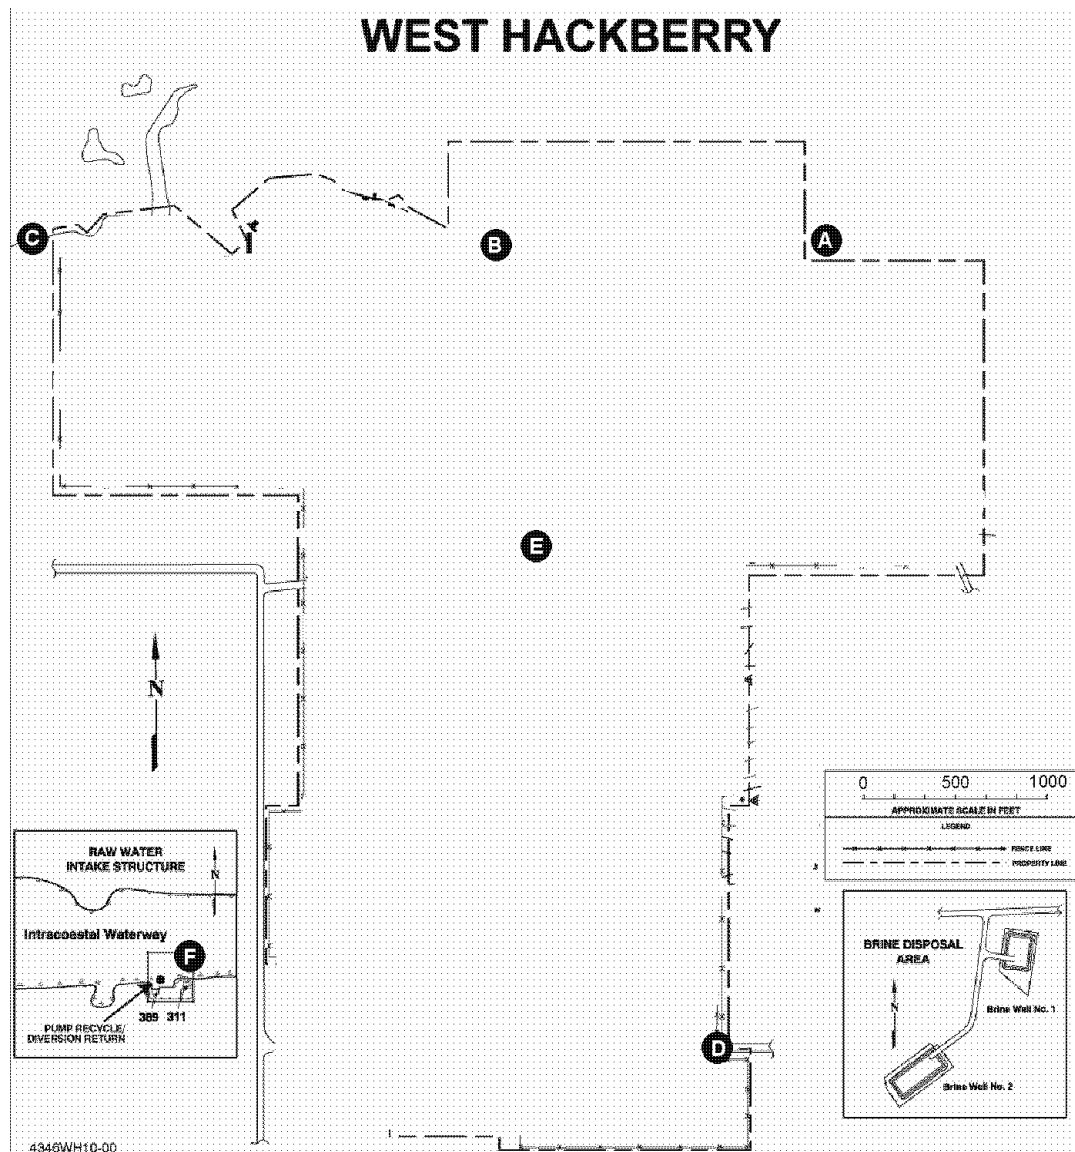 WEST HACKBERRY
C
B
A
E
N
0 500 1000
APPROXIMATE SCALE IN FEET
LEGEND
FENCE LINE
PROPERTY LINE
RAW WATER
INTAKE STRUCTURE
N
Intracoastal Waterway
F
389 311
PUMP RECYCLE/
DIVERSION RETURN
D
BRINE DISPOSAL
AREA
N
Brine Well No. 1
Brine Well No. 2
4346WH10-00